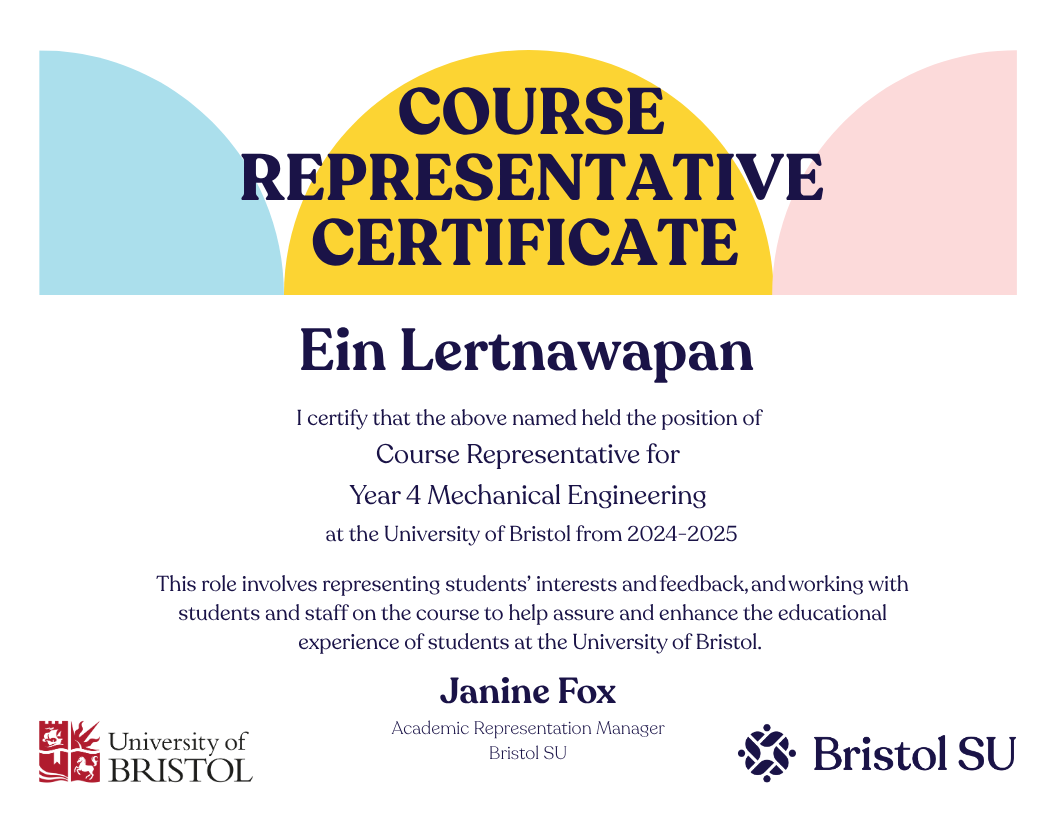 COURSE
REPRESENTATIVE
CERTIFICATE
Ein Lertnawapan
I certify that the above named held the position of
Course Representative for
Year 4 Mechanical Engineering
at the University of Bristol from 2024-2025
This role involves representing students' interests and feedback, and working with
students and staff on the course to help assure and enhance the educational
experience of students at the University of Bristol.
Janine Fox
Academic Representation Manager
Bristol SU
University of
BRISTOL
Bristol SU